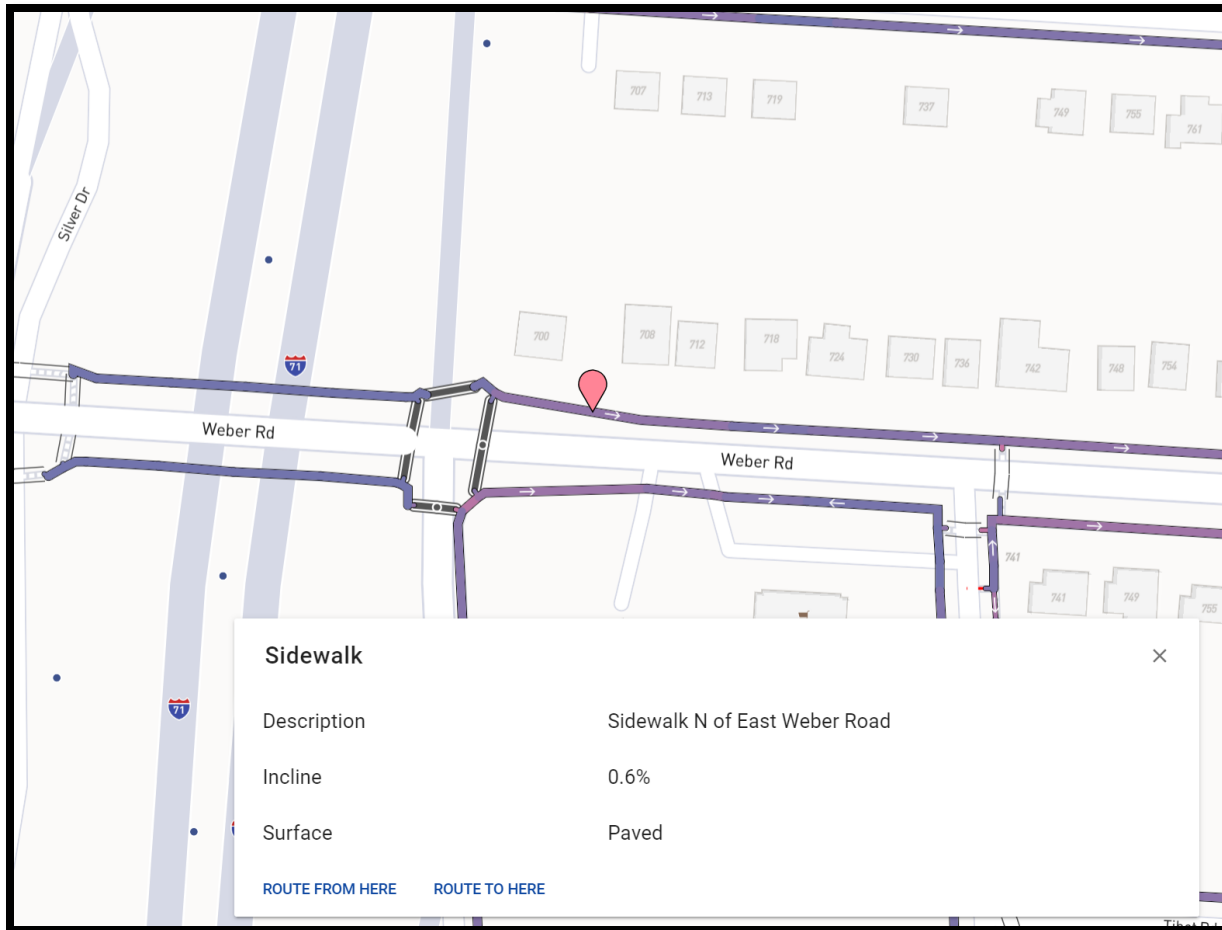 707
713
719
737
749
755
761
Silver Dr
700
708
712
718
724
730
736
742
748
754
71
Weber Rd
Weber Rd
741
741
749
755
71
Sidewalk
Description Sidewalk N of East Weber Road
Incline 0.6%
Surface Paved
ROUTE FROM HERE ROUTE TO HERE